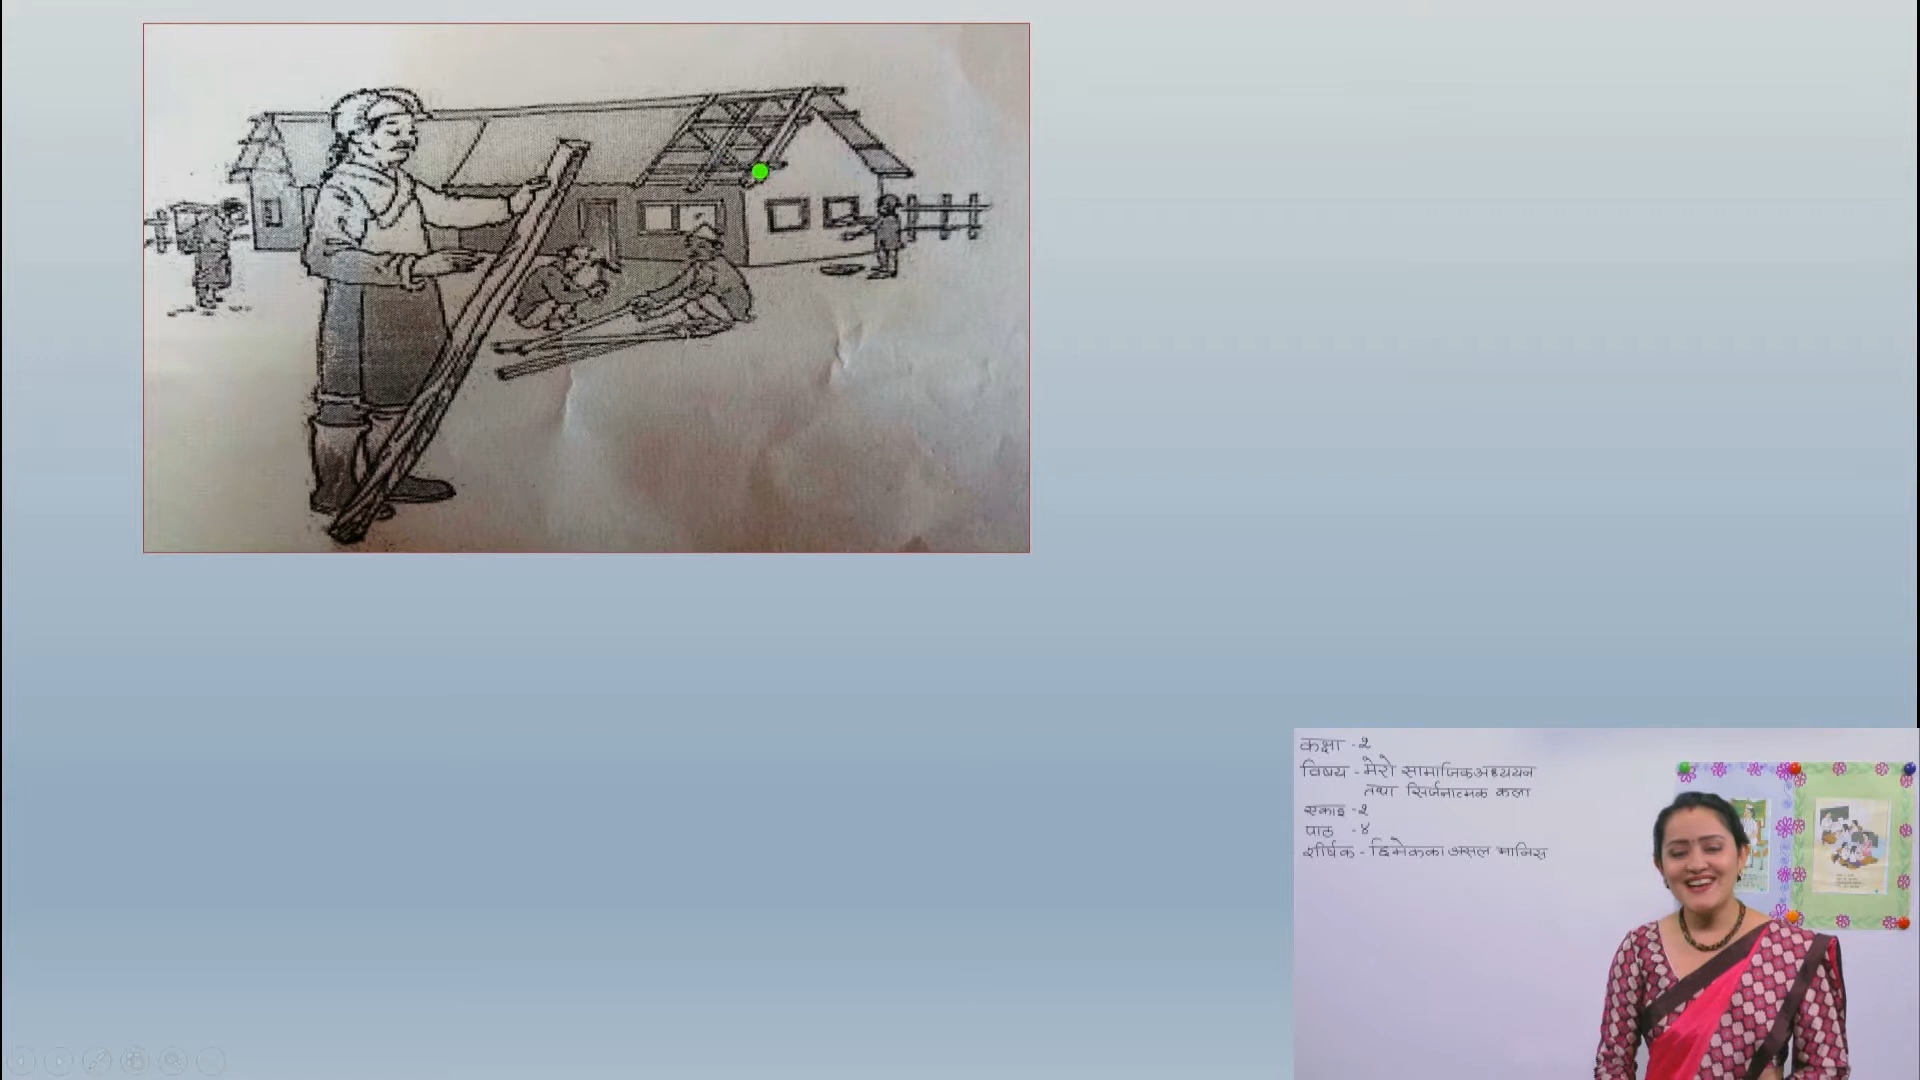 कक्षा - २
विषय - मेरो सामाजिक अध्ययन
तथा सिर्जनात्मक कला
एकाइ - २
पाठ - ४
शीर्षक - छिमेकका असल मानिस